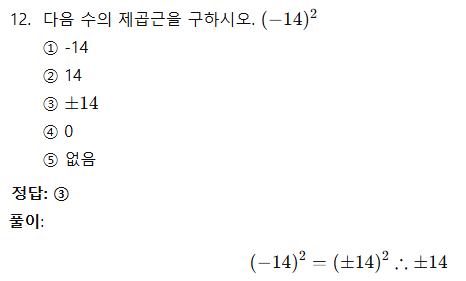 12. 다음 수의 제곱근을 구하시오. (−14)²
① -14
② 14
③ ±14
④ 0
⑤ 없음
정답: ③
풀이:
(−14)² = (±14)² ∴ ±14